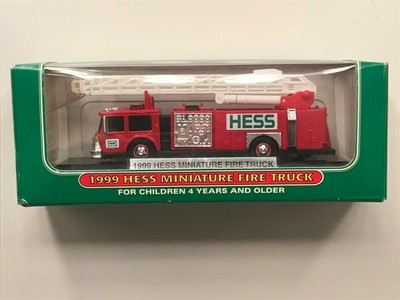 HESS
1999 HESS MINIATURE FIRE TRUCK
1999 HESS MINIATURE FIRE TRUCK
FOR CHILDREN 4 YEARS AND OLDER